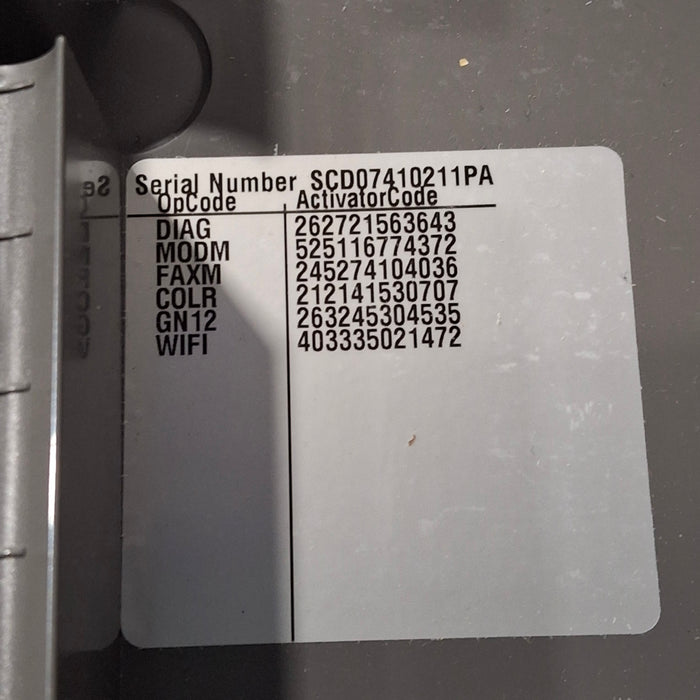 Serial Number SCD07410211PA
OpCode ActivatorCode
DIAG 262721563643
MODM 525116774372
FAXM 245274104036
COLR 212141530707
GN12 263245304535
WIFI 403335021472